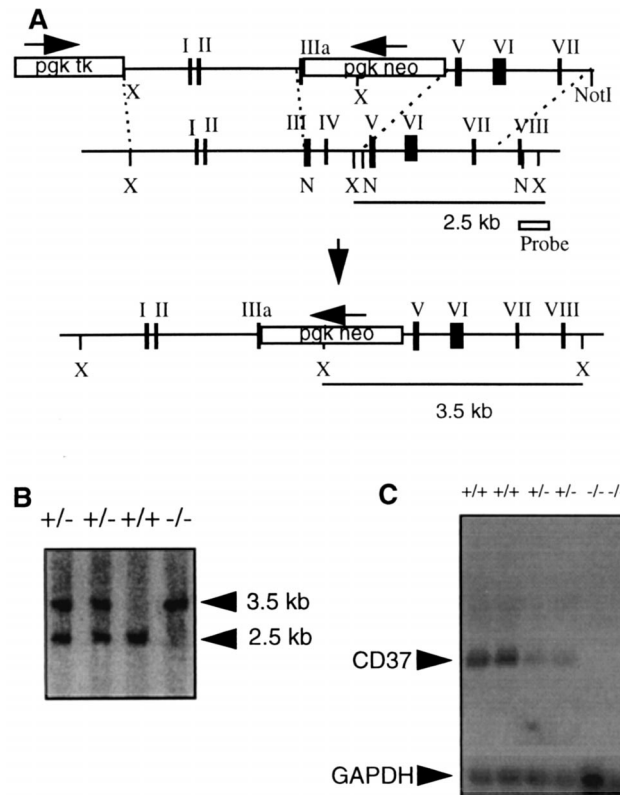 A
I II IIIa V VI VII
pgk tk pgk neo
X X NotI
I II III IV V VI VII VIII
X N X N N X
2.5 kb
Probe
I II IIIa V VI VII VIII
pgk neo
X X X
3.5 kb
B
+/- +/- +/+ -/-
3.5 kb
2.5 kb
C
+/+ +/+ +/- +/- -/- -/-
CD37
GAPDH